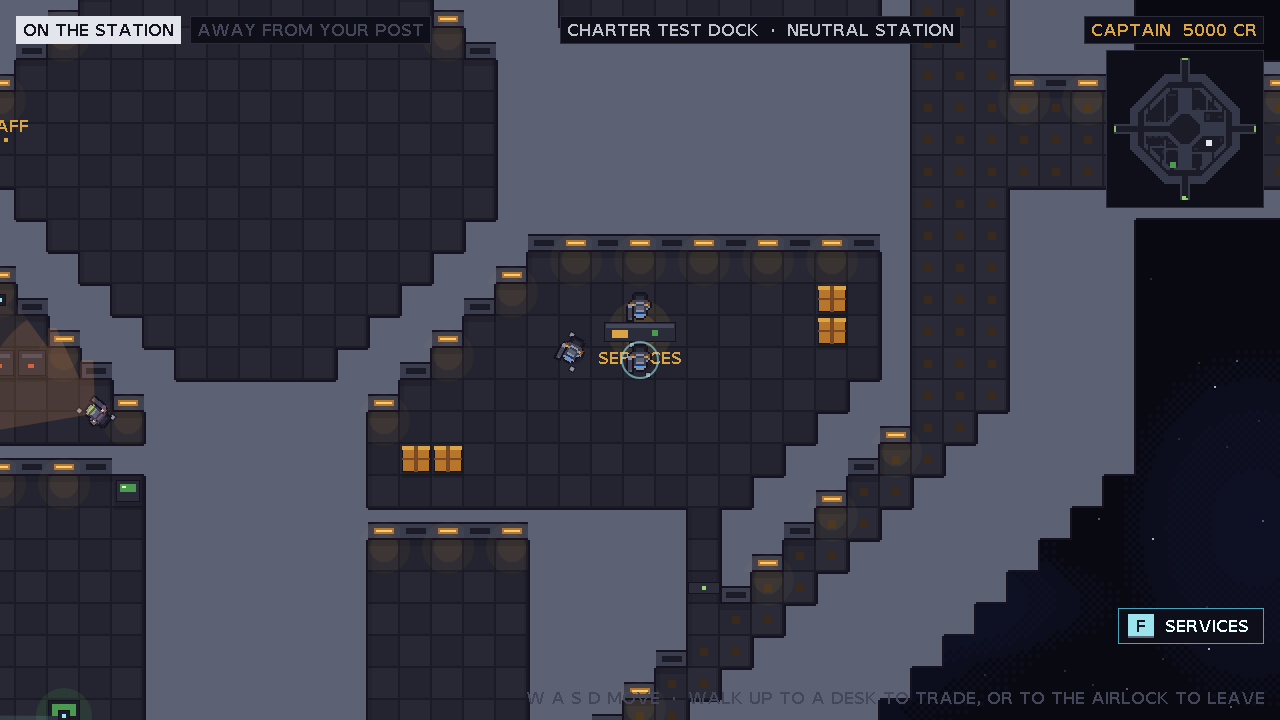 ON THE STATION
AWAY FROM YOUR POST
CHARTER TEST DOCK · NEUTRAL STATION
CAPTAIN 5000 CR
AFF
SERVICES
F SERVICES
W A S D MOVE · WALK UP TO A DESK TO TRADE, OR TO THE AIRLOCK TO LEAVE